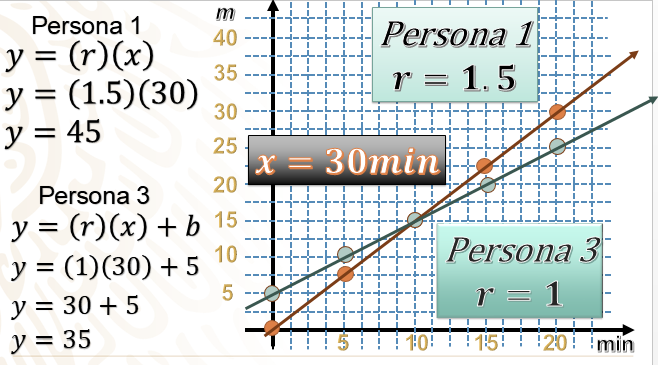 Persona 1
y = (r)(x)
y = (1.5)(30)
y = 45
Persona 3
y = (r)(x) + b
y = (1)(30) + 5
y = 30 + 5
y = 35
m
40
35
30
25
20
15
10
5
Persona 1
r = 1.5
x = 30min
Persona 3
r = 1
5 10 15 20 min